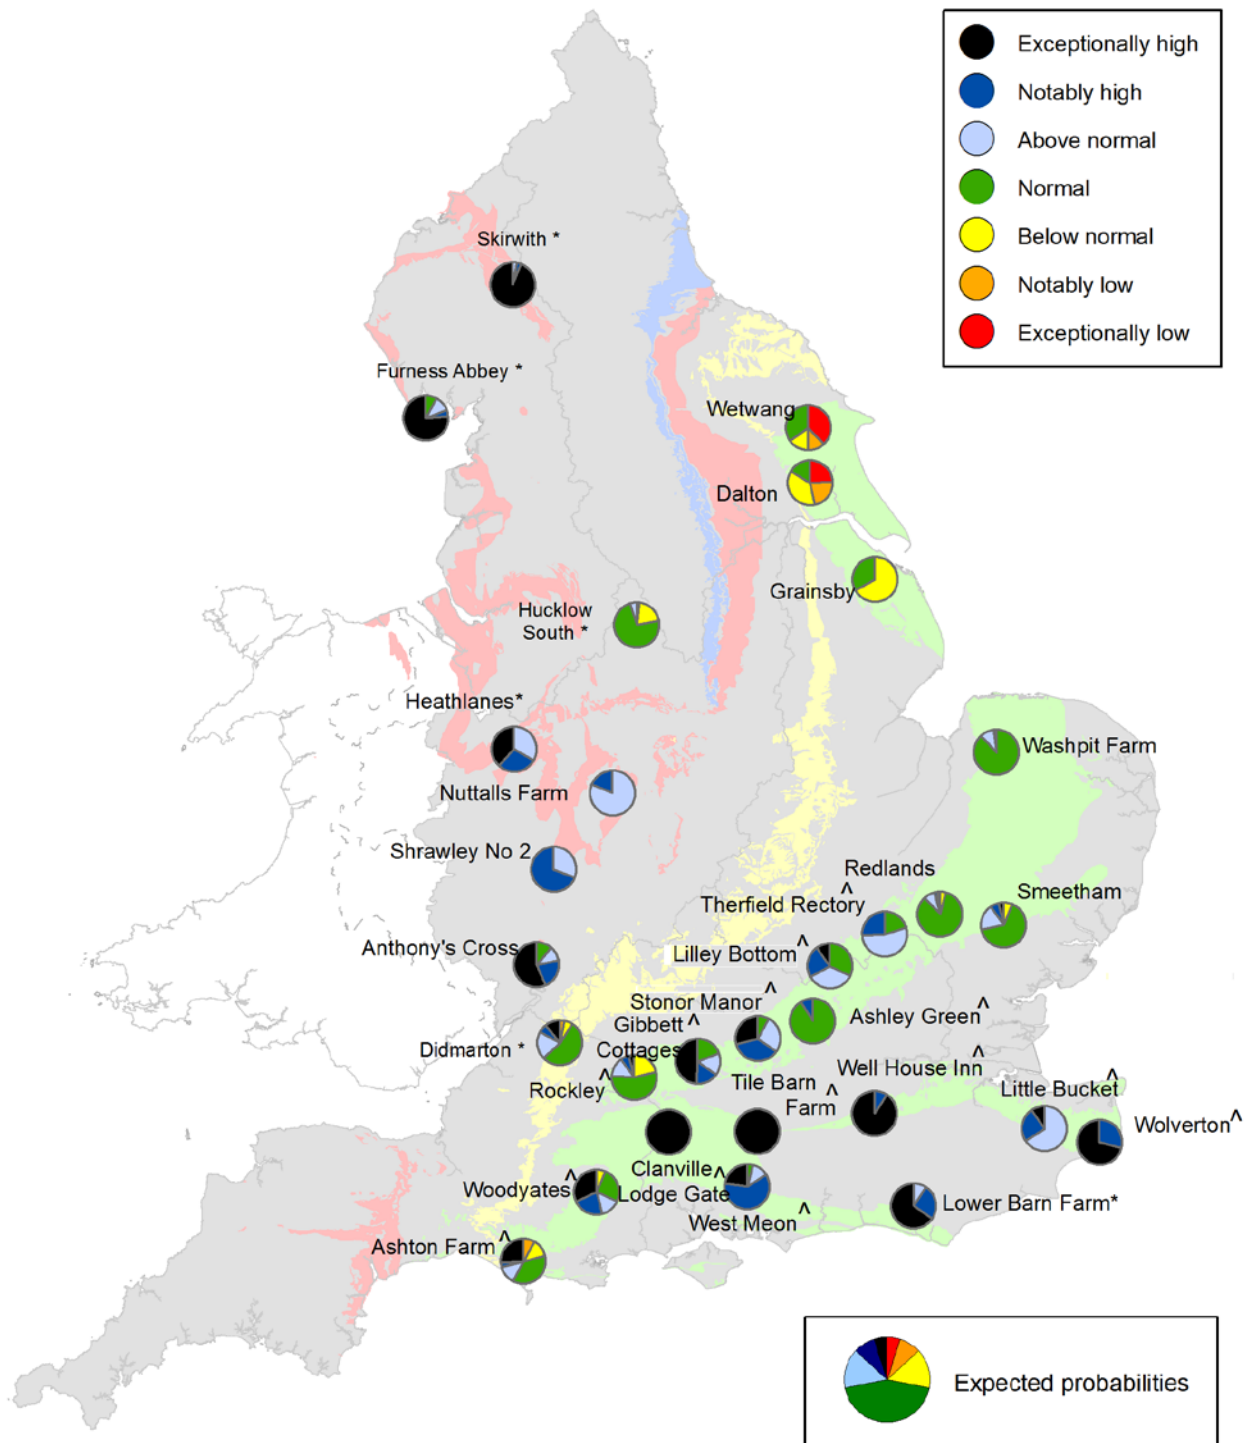 Exceptionally high
Notably high
Above normal
Normal
Below normal
Notably low
Exceptionally low
Skirwith *
Furness Abbey *
Wetwang
Dalton
Grainsby
Hucklow
South *
Heathlanes*
Nuttalls Farm
Washpit Farm
Shrawley No 2
Redlands
Therfield Rectory^
Smeetham
Anthony's Cross
Lilley Bottom^
Stonor Manor^
Ashley Green^
Gibbett^
Cottages
Didmarton *
Rockley^
Tile Barn
Farm^
Well House Inn^
Little Bucket^
Wolverton^
Clanville^
Lodge Gate
Woodyates^
West Meon^
Lower Barn Farm*
Ashton Farm^
Expected probabilities